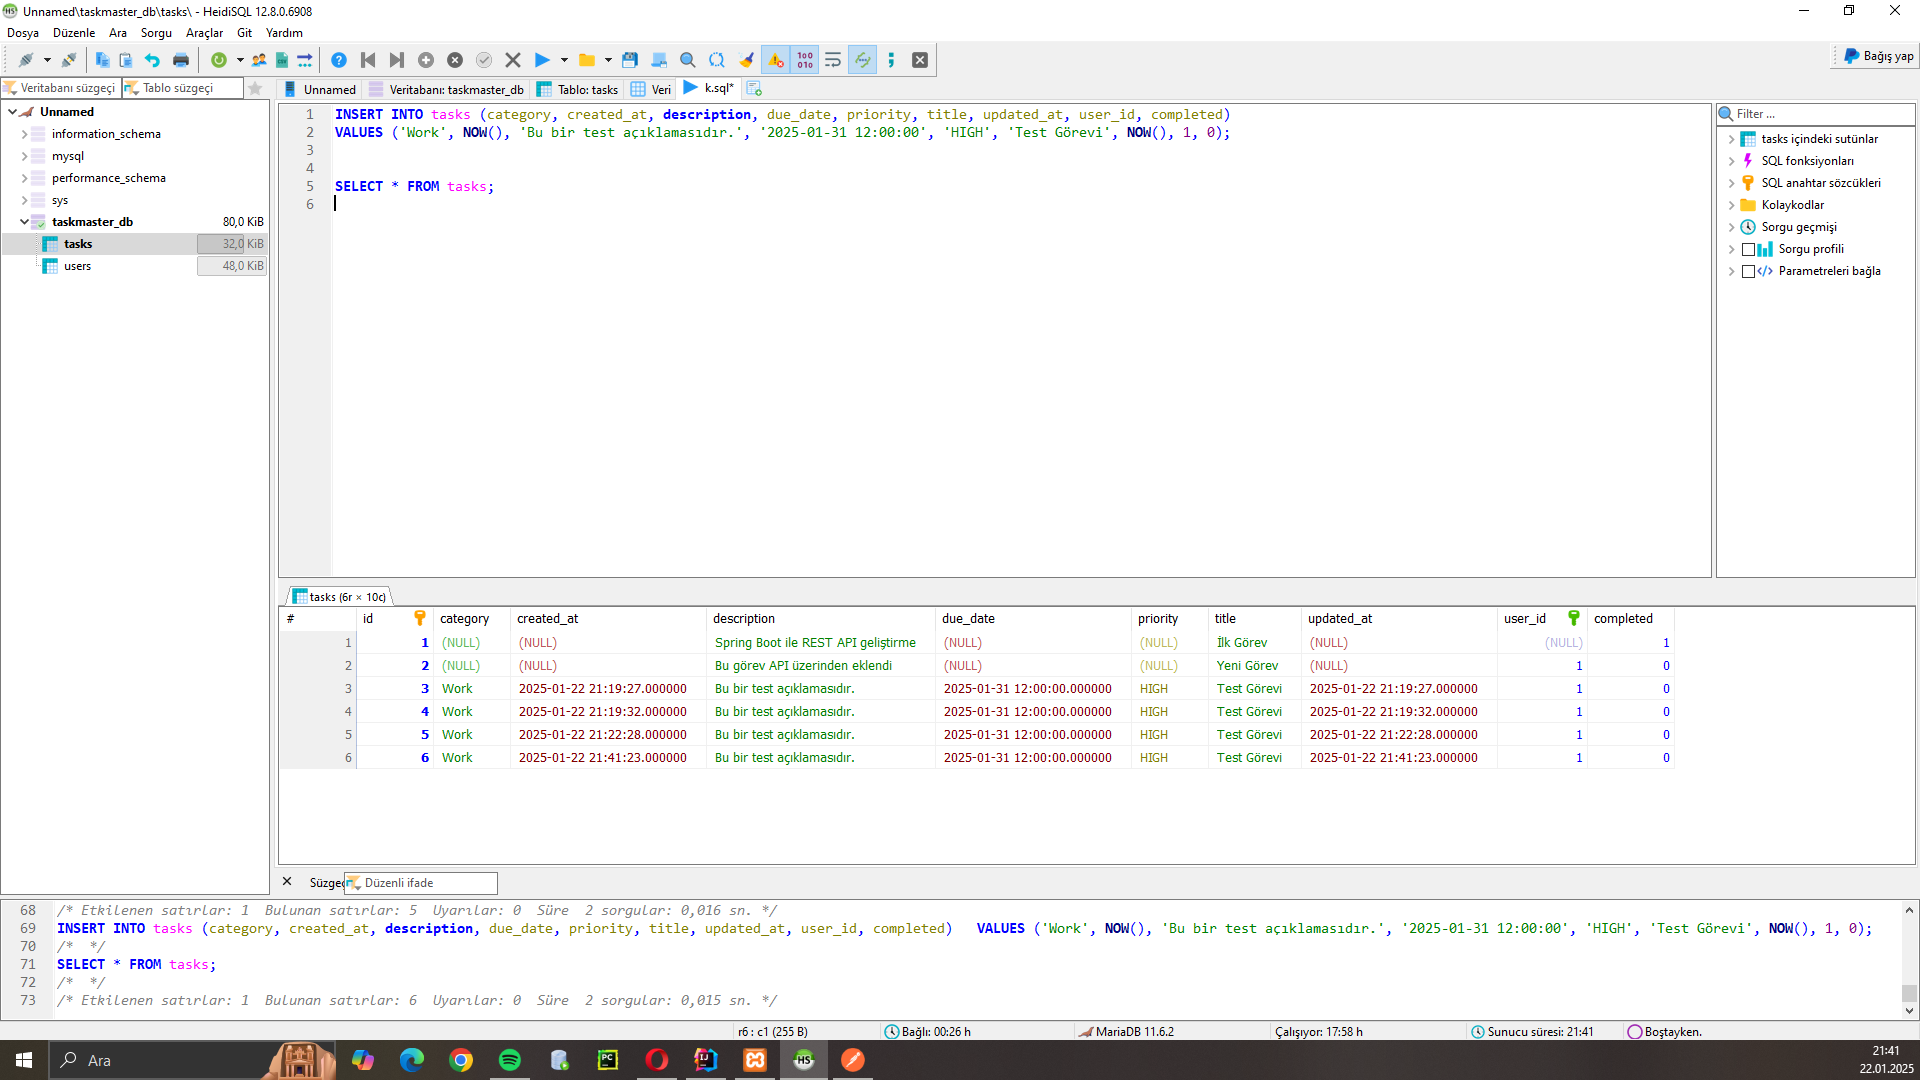 Unnamed\taskmaster_db\tasks\ - HeidiSQL 12.8.0.6908
Dosya Düzenle Ara Sorgu Araçlar Git Yardım
Bağış yap
Veritabanı süzgeçi Tablo süzgeçi
Unnamed Veritabanı: taskmaster_db Tablo: tasks Veri k.sql*
Unnamed
information_schema
mysql
performance_schema
sys
taskmaster_db 80,0 KiB
tasks 32,0 KiB
users 48,0 KiB
1 INSERT INTO tasks (category, created_at, description, due_date, priority, title, updated_at, user_id, completed)
2 VALUES ('Work', NOW(), 'Bu bir test açıklamasıdır.', '2025-01-31 12:00:00', 'HIGH', 'Test Görevi', NOW(), 1, 0);
3
4
5 SELECT * FROM tasks;
6
Filter ...
tasks içindeki sutünlar
SQL fonksiyonları
SQL anahtar sözcükleri
Kolaykodlar
Sorgu geçmişi
Sorgu profili
Parametreleri bağla
tasks (6r × 10c)
# id category created_at description due_date priority title updated_at user_id completed
1 1 (NULL) (NULL) Spring Boot ile REST API geliştirme (NULL) (NULL) İlk Görev (NULL) (NULL) 1
2 2 (NULL) (NULL) Bu görev API üzerinden eklendi (NULL) (NULL) Yeni Görev (NULL) 1 0
3 3 Work 2025-01-22 21:19:27.000000 Bu bir test açıklamasıdır. 2025-01-31 12:00:00.000000 HIGH Test Görevi 2025-01-22 21:19:27.000000 1 0
4 4 Work 2025-01-22 21:19:32.000000 Bu bir test açıklamasıdır. 2025-01-31 12:00:00.000000 HIGH Test Görevi 2025-01-22 21:19:32.000000 1 0
5 5 Work 2025-01-22 21:22:28.000000 Bu bir test açıklamasıdır. 2025-01-31 12:00:00.000000 HIGH Test Görevi 2025-01-22 21:22:28.000000 1 0
6 6 Work 2025-01-22 21:41:23.000000 Bu bir test açıklamasıdır. 2025-01-31 12:00:00.000000 HIGH Test Görevi 2025-01-22 21:41:23.000000 1 0
Süzgeç Düzenli ifade
68 /* Etkilenen satırlar: 1 Bulunan satırlar: 5 Uyarılar: 0 Süre 2 sorgular: 0,016 sn. */
69 INSERT INTO tasks (category, created_at, description, due_date, priority, title, updated_at, user_id, completed) VALUES ('Work', NOW(), 'Bu bir test açıklamasıdır.', '2025-01-31 12:00:00', 'HIGH', 'Test Görevi', NOW(), 1, 0);
70 /* */
71 SELECT * FROM tasks;
72 /* */
73 /* Etkilenen satırlar: 1 Bulunan satırlar: 6 Uyarılar: 0 Süre 2 sorgular: 0,015 sn. */
r6 : c1 (255 B) Bağlı: 00:26 h MariaDB 11.6.2 Çalışıyor: 17:58 h Sunucu süresi: 21:41 Boştayken.
Ara
21:41
22.01.2025